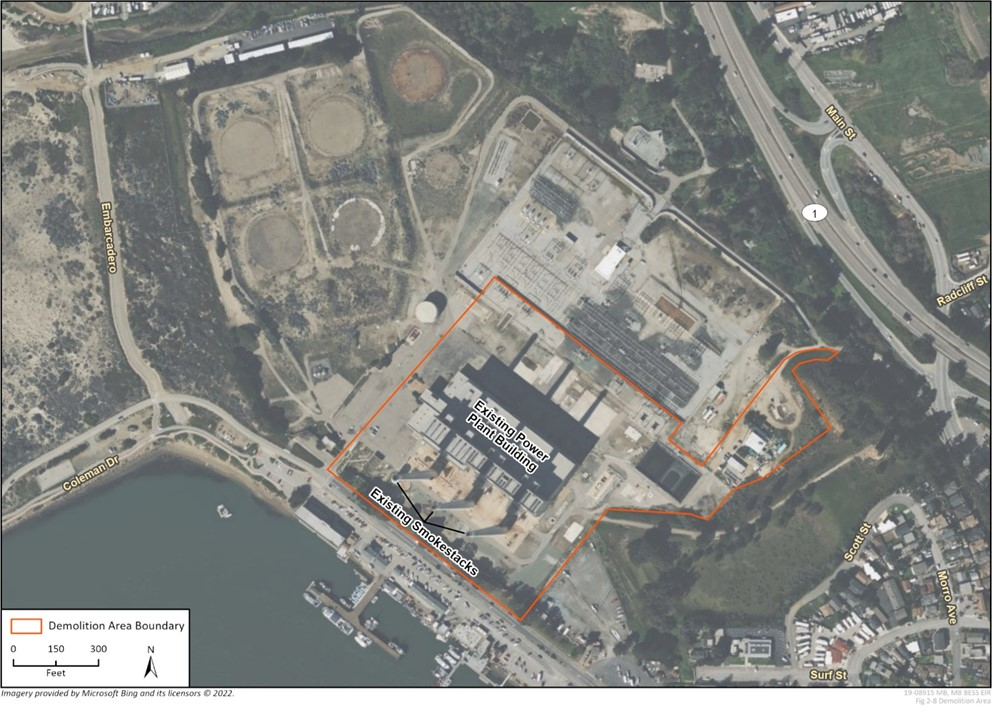 Main St
1
Embarcadero
Radcliff St
Existing Power
Plant Building
Coleman Dr
Existing Smokestacks
Scott St
Morro Ave
Surf St
Demolition Area Boundary
0 150 300
Feet
N
Imagery provided by Microsoft Bing and its licensors © 2022.
19-08915 MB, MB BESS EIR
Fig 2-8 Demolition Area